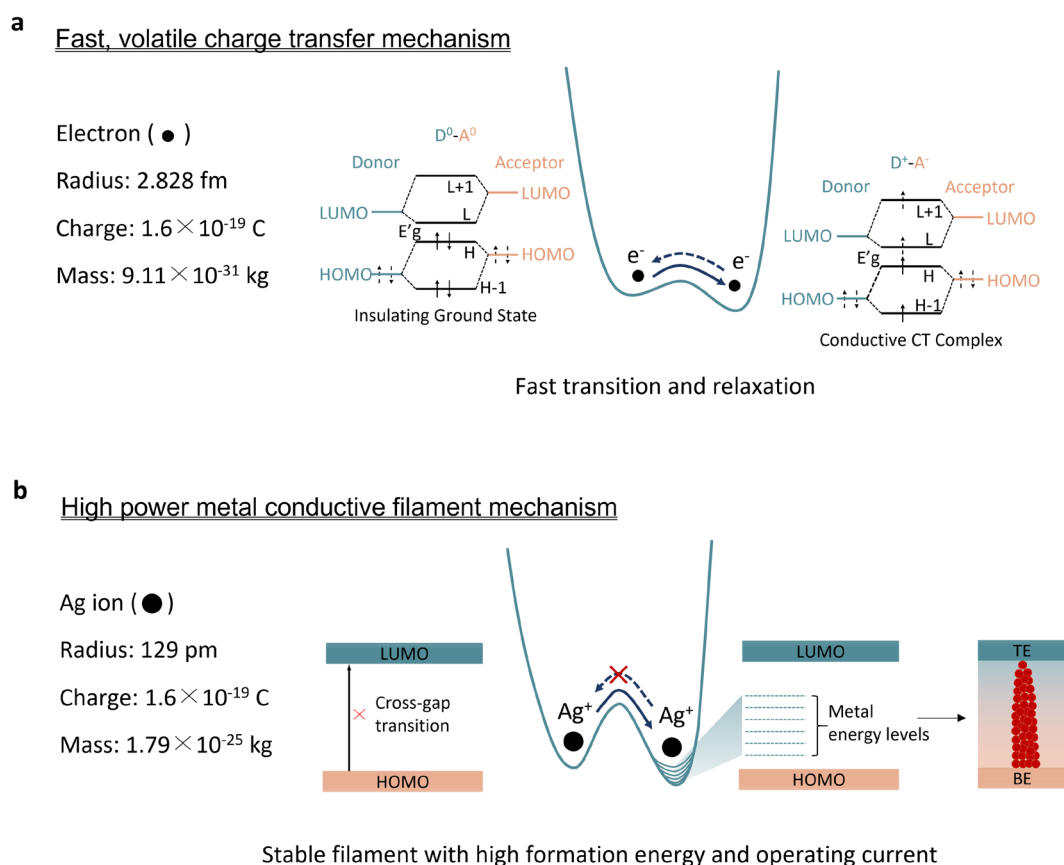 a
Fast, volatile charge transfer mechanism
Electron ( )
Radius: 2.828 fm
Charge: 1.6×10⁻¹⁹ C
Mass: 9.11×10⁻³¹ kg
D⁰-A⁰
Donor
Acceptor
L+1
LUMO
LUMO
L
E'g
H
HOMO
HOMO
H-1
Insulating Ground State
e⁻
e⁻
D⁺-A⁻
Donor
Acceptor
L+1
LUMO
LUMO
L
E'g
H
HOMO
HOMO
H-1
Conductive CT Complex
Fast transition and relaxation
b
High power metal conductive filament mechanism
Ag ion ( )
Radius: 129 pm
Charge: 1.6×10⁻¹⁹ C
Mass: 1.79×10⁻²⁵ kg
LUMO
Cross-gap
transition
HOMO
Ag⁺
Ag⁺
LUMO
Metal
energy levels
HOMO
TE
BE
Stable filament with high formation energy and operating current